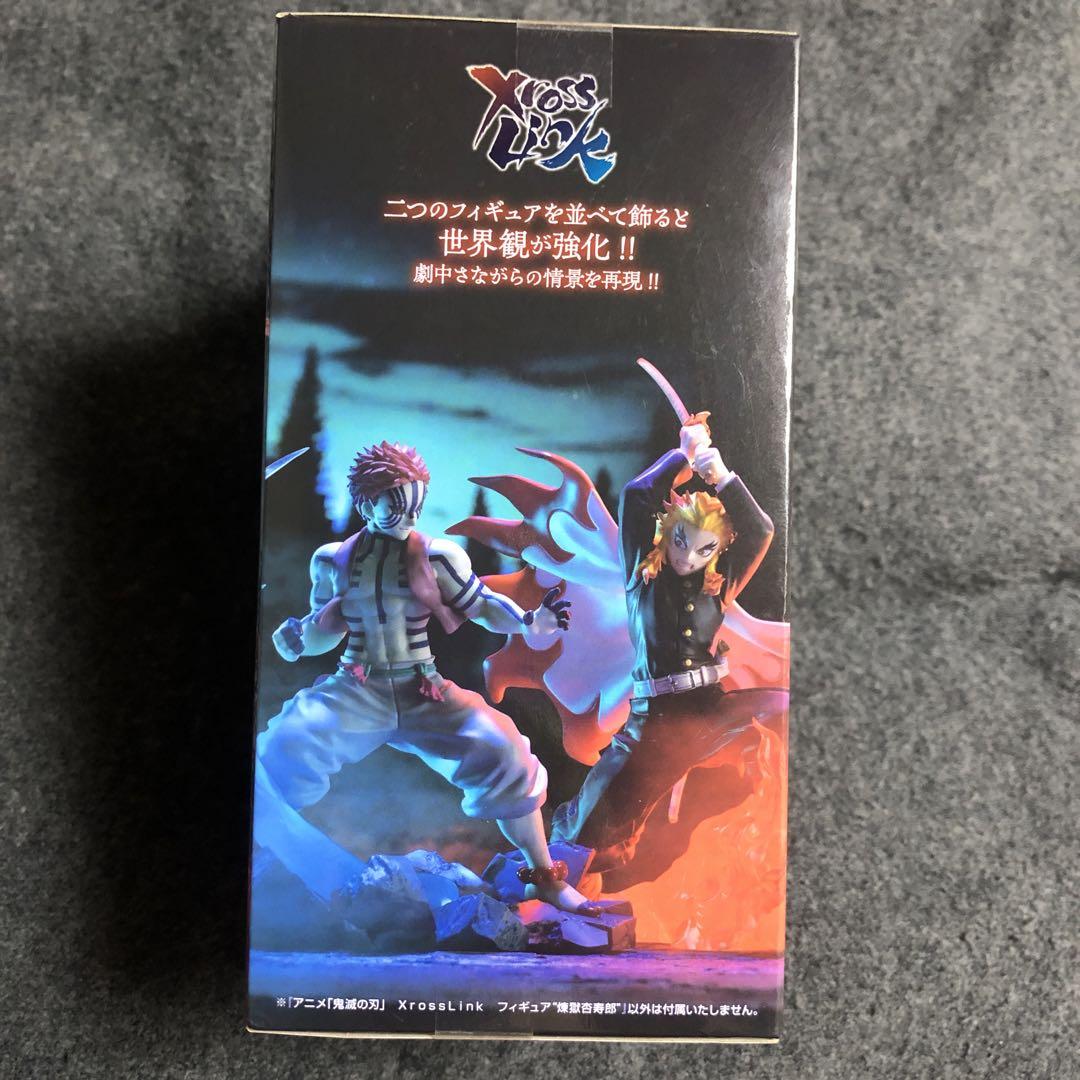 Xross
Link
二つのフィギュアを並べて飾ると
世界観が強化!!
劇中さながらの情景を再現!!
※『アニメ「鬼滅の刃」 XrossLink フィギュア“煉獄杏寿郎”』以外は付属いたしません。